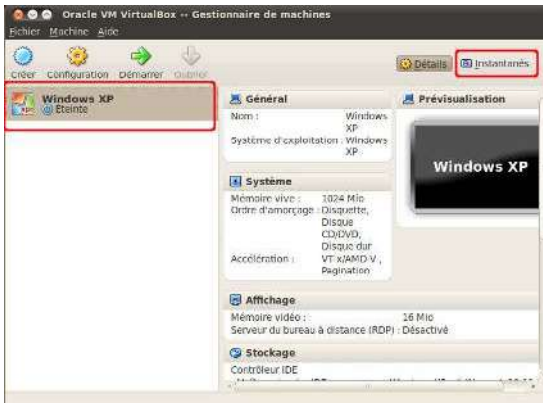 Oracle VM VirtualBox -- Gestionnaire de machines
Fichier Machine Aide
Créer Configuration Démarrer Oublier
Détails Instantanés
Windows XP
Éteinte
Général
Nom : Windows XP
Système d'exploitation : Windows XP
Système
Mémoire vive : 1024 Mio
Ordre d'amorçage : Disquette,
Disque
CD/DVD,
Disque dur
Accélération : VT-x/AMD-V ,
Pagination
Prévisualisation
Windows XP
Affichage
Mémoire vidéo : 16 Mio
Serveur du bureau à distance (RDP) : Désactivé
Stockage
Contrôleur IDE